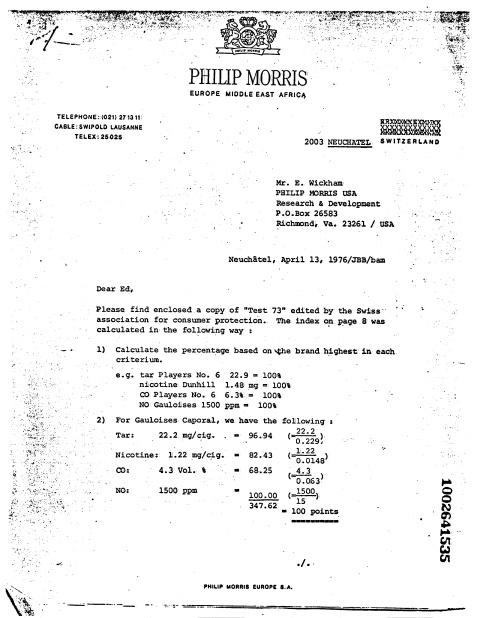 PHILIP MORRIS
EUROPE MIDDLE EAST AFRICA
TELEPHONE: (021) 27 13 11
CABLE: SWIPOLD LAUSANNE
TELEX: 25025
2003 NEUCHATEL SWITZERLAND
Mr. E. Wickham
PHILIP MORRIS USA
Research & Development
P.O.Box 26583
Richmond, Va. 23261 / USA
Neuchâtel, April 13, 1976/JBB/bam
Dear Ed,
Please find enclosed a copy of "Test 73" edited by the Swiss
association for consumer protection. The index on page 8 was
calculated in the following way :
1) Calculate the percentage based on the brand highest in each
criterium.
e.g. tar Players No. 6 22.9 = 100%
nicotine Dunhill 1.48 mg = 100%
CO Players No. 6 6.3% = 100%
NO Gauloises 1500 ppm = 100%
2) For Gauloises Caporal, we have the following :
Tar: 22.2 mg/cig. = 96.94 (=22.2
0.229)
Nicotine: 1.22 mg/cig. = 82.43 (=1.22
0.0148)
CO: 4.3 Vol. % = 68.25 (=4.3
0.063)
NO: 1500 ppm = 100.00 (=1500
15)
347.62
= 100 points
./.
PHILIP MORRIS EUROPE S.A.
1002641535